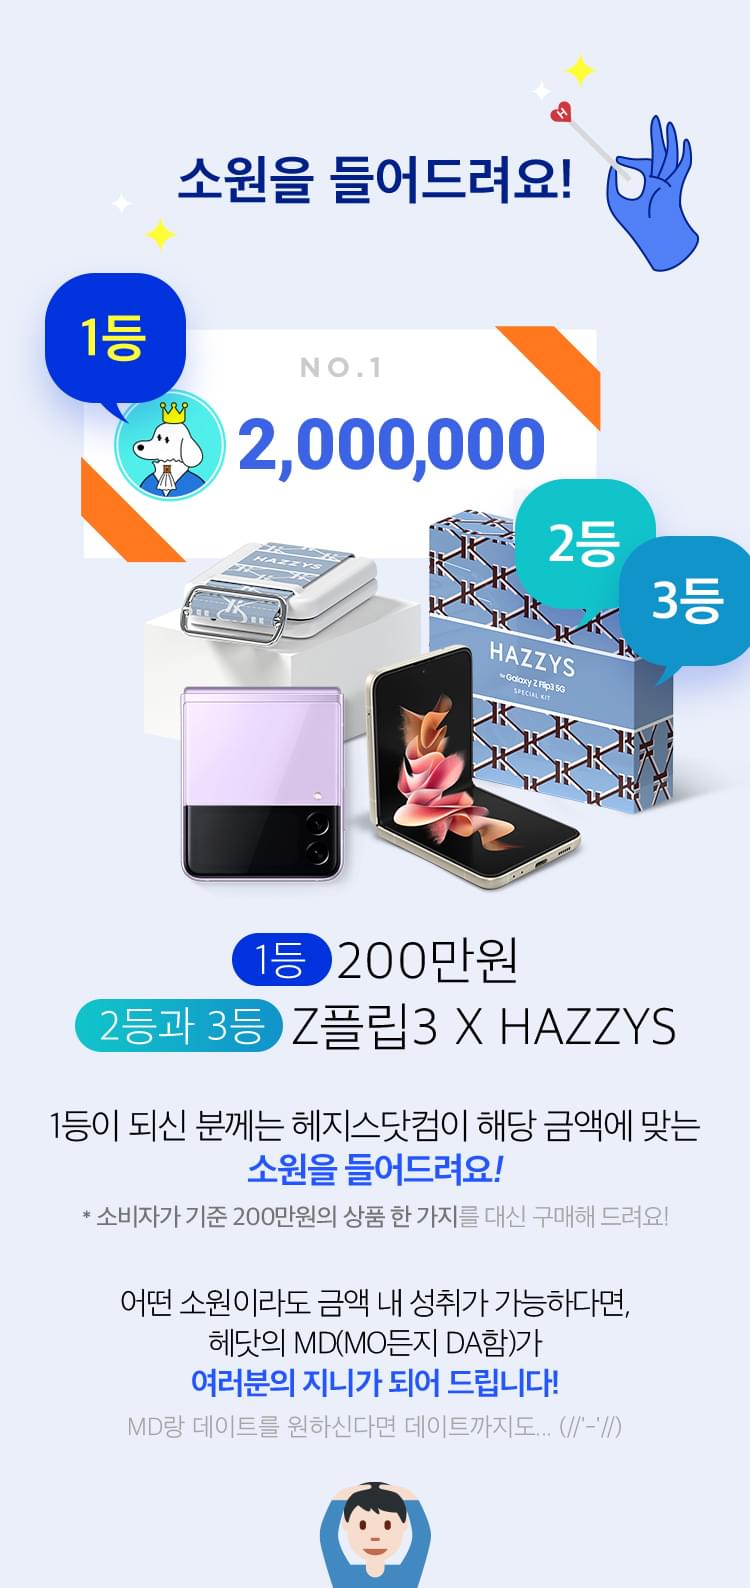 소원을 들어드려요!
H
1등
NO.1
2,000,000
2등
3등
HAZZYS
HAZZYS
for Galaxy Z Flip3 5G
SPECIAL KIT
1등 200만원
2등과 3등 Z플립3 X HAZZYS
1등이 되신 분께는 헤지스닷컴이 해당 금액에 맞는
소원을 들어드려요!
* 소비자가 기준 200만원의 상품 한 가지를 대신 구매해 드려요!
어떤 소원이라도 금액 내 성취가 가능하다면,
헤닷의 MD(MO든지 DA함)가
여러분의 지니가 되어 드립니다!
MD랑 데이트를 원하신다면 데이트까지도... (//'-'//)